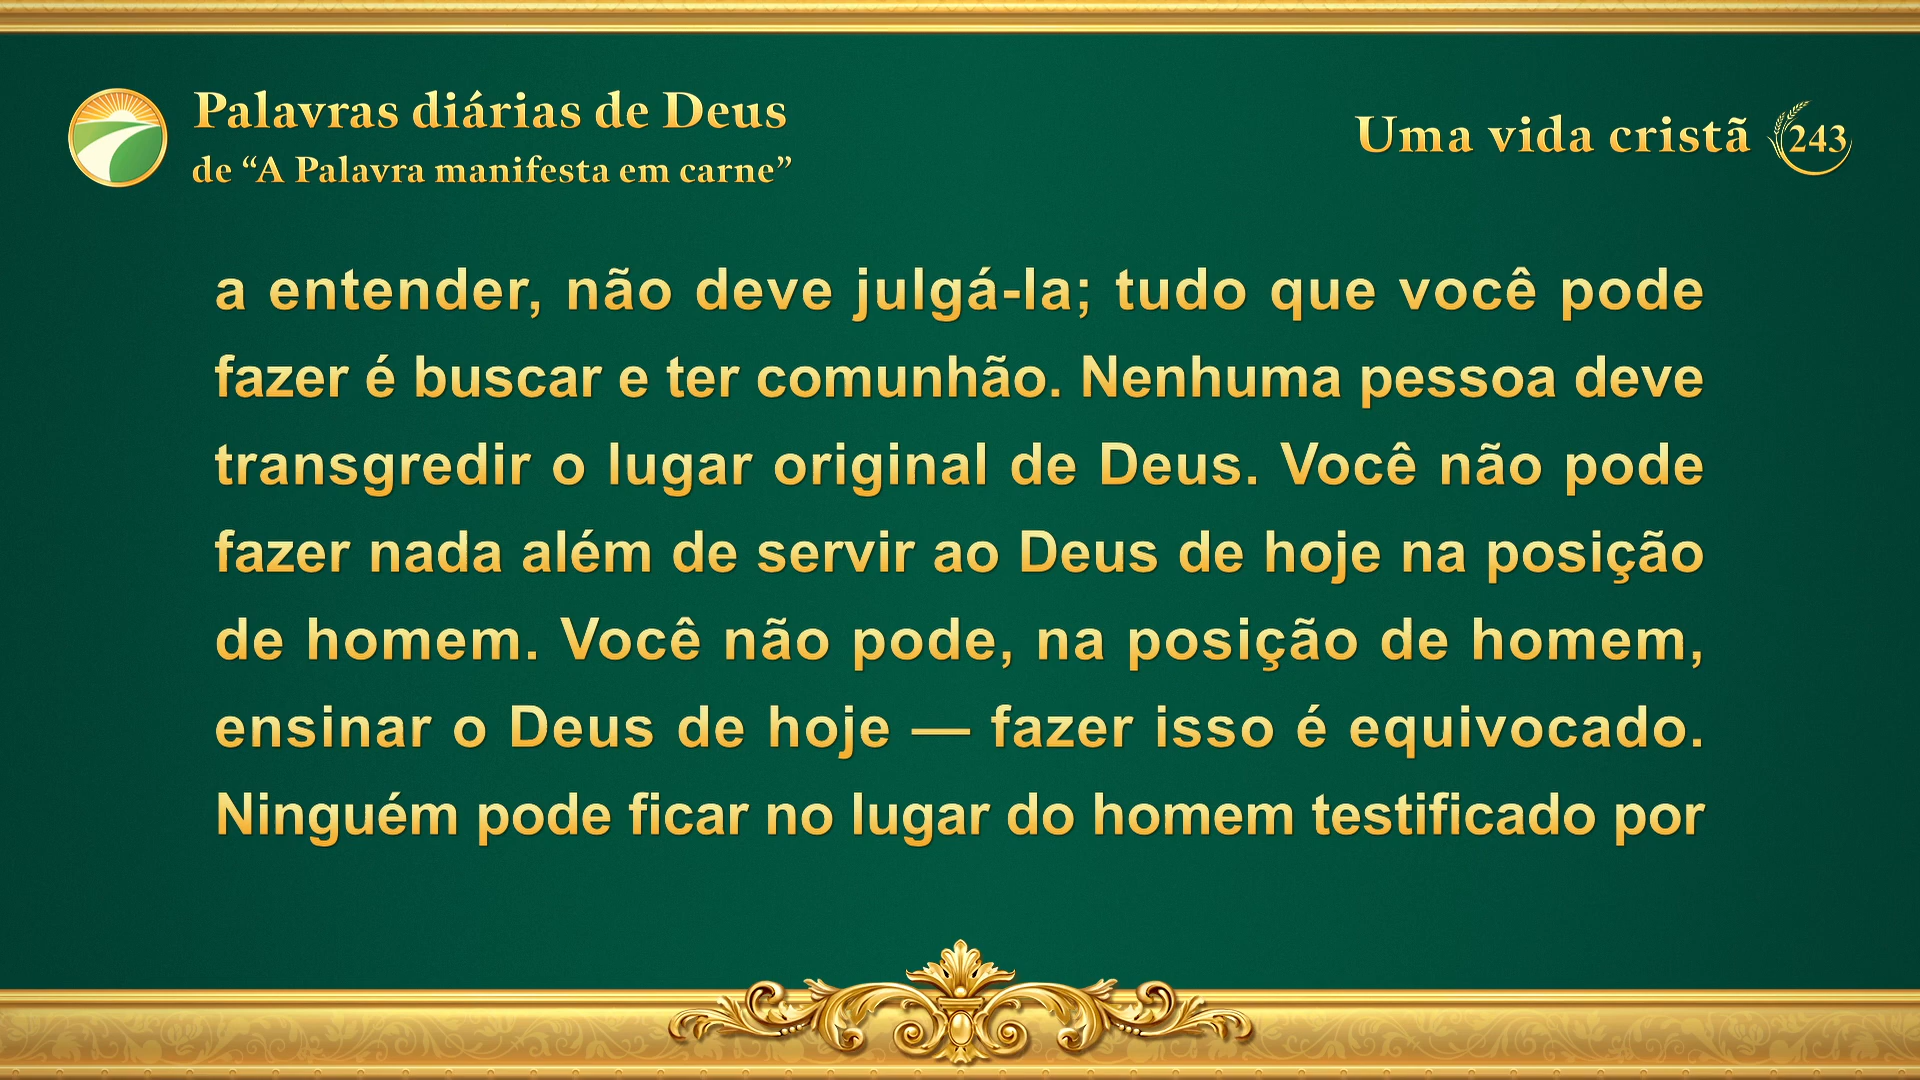 Palavras diárias de Deus
de “A Palavra manifesta em carne”
Uma vida cristã 243
a entender, não deve julgá-la; tudo que você pode
fazer é buscar e ter comunhão. Nenhuma pessoa deve
transgredir o lugar original de Deus. Você não pode
fazer nada além de servir ao Deus de hoje na posição
de homem. Você não pode, na posição de homem,
ensinar o Deus de hoje — fazer isso é equivocado.
Ninguém pode ficar no lugar do homem testificado por